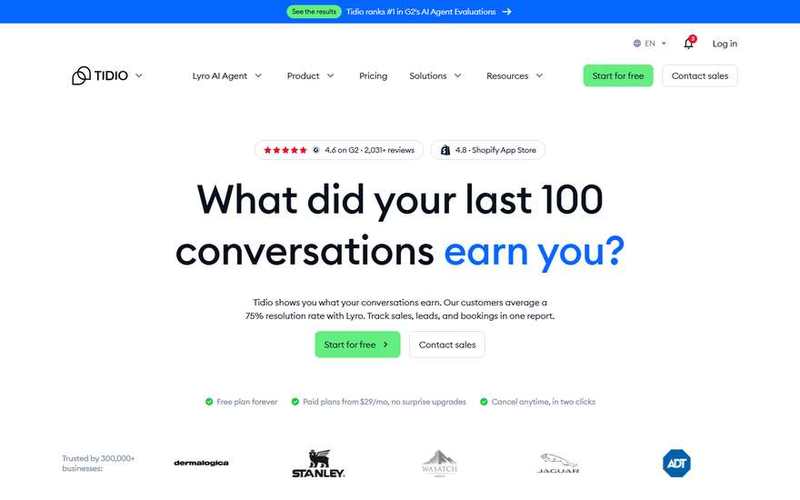 See the results Tidio ranks #1 in G2's AI Agent Evaluations
EN
3
Log in
TIDIO
Lyro AI Agent
Product
Pricing
Solutions
Resources
Start for free
Contact sales
4.6 on G2 · 2,031+ reviews
4.8 · Shopify App Store
What did your last 100
conversations earn you?
Tidio shows you what your conversations earn. Our customers average a
75% resolution rate with Lyro. Track sales, leads, and bookings in one report.
Start for free
Contact sales
Free plan forever
Paid plans from $29/mo, no surprise upgrades
Cancel anytime, in two clicks
Trusted by 300,000+
businesses:
dermalogica
STANLEY
WASATCH
JAGUAR
ADT